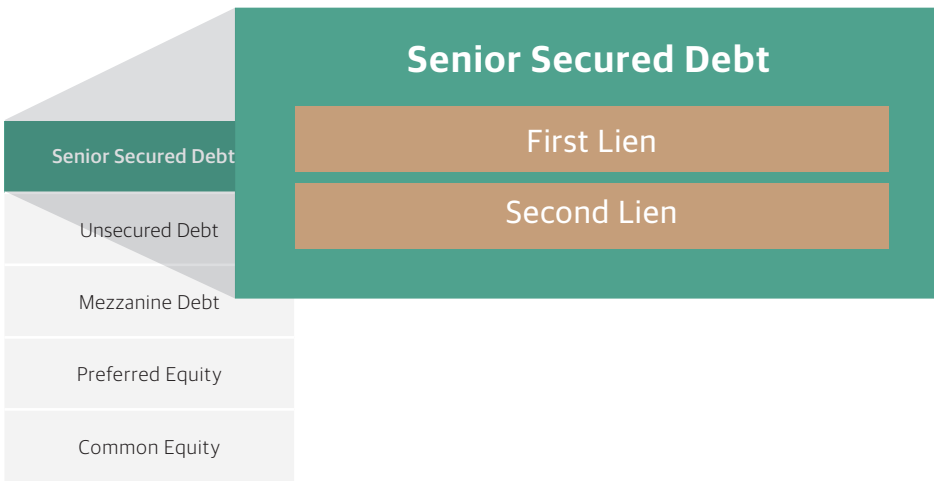 Senior Secured Debt
First Lien
Second Lien
Senior Secured Debt
Unsecured Debt
Mezzanine Debt
Preferred Equity
Common Equity